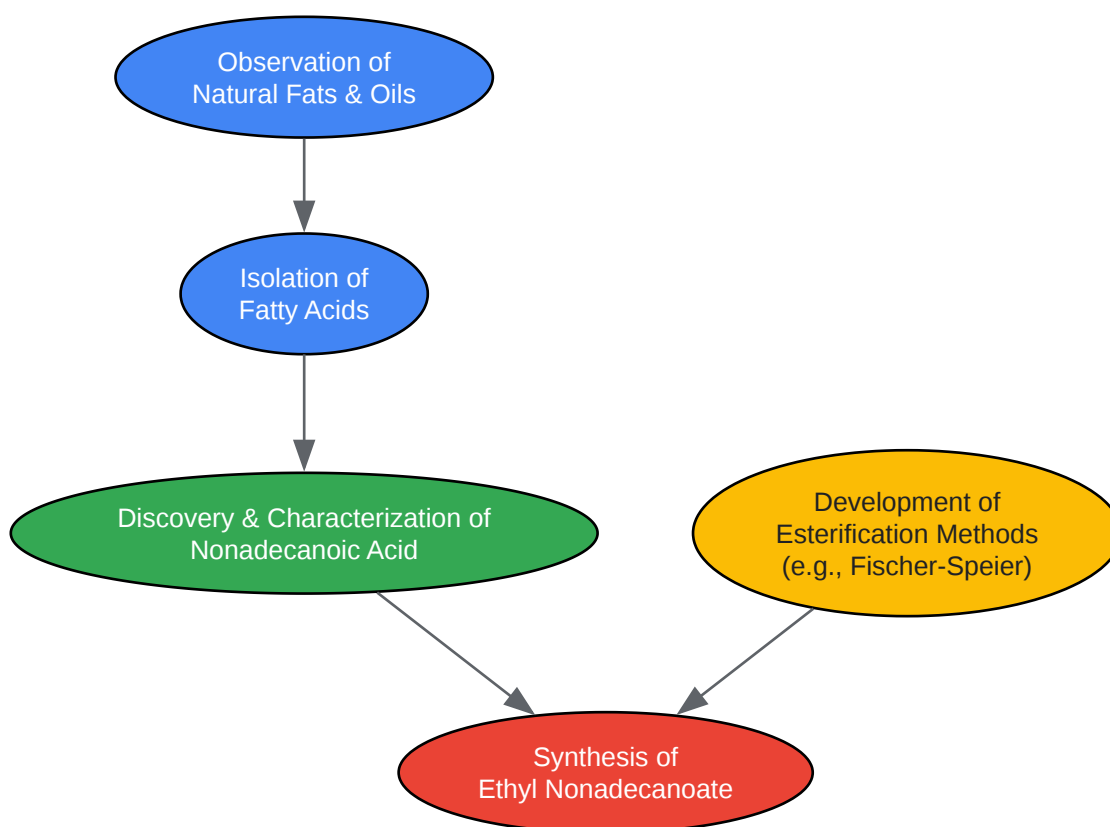 Observation of
Natural Fats & Oils
Isolation of
Fatty Acids
Discovery & Characterization of
Nonadecanoic Acid
Development of
Esterification Methods
(e.g., Fischer-Speier)
Synthesis of
Ethyl Nonadecanoate